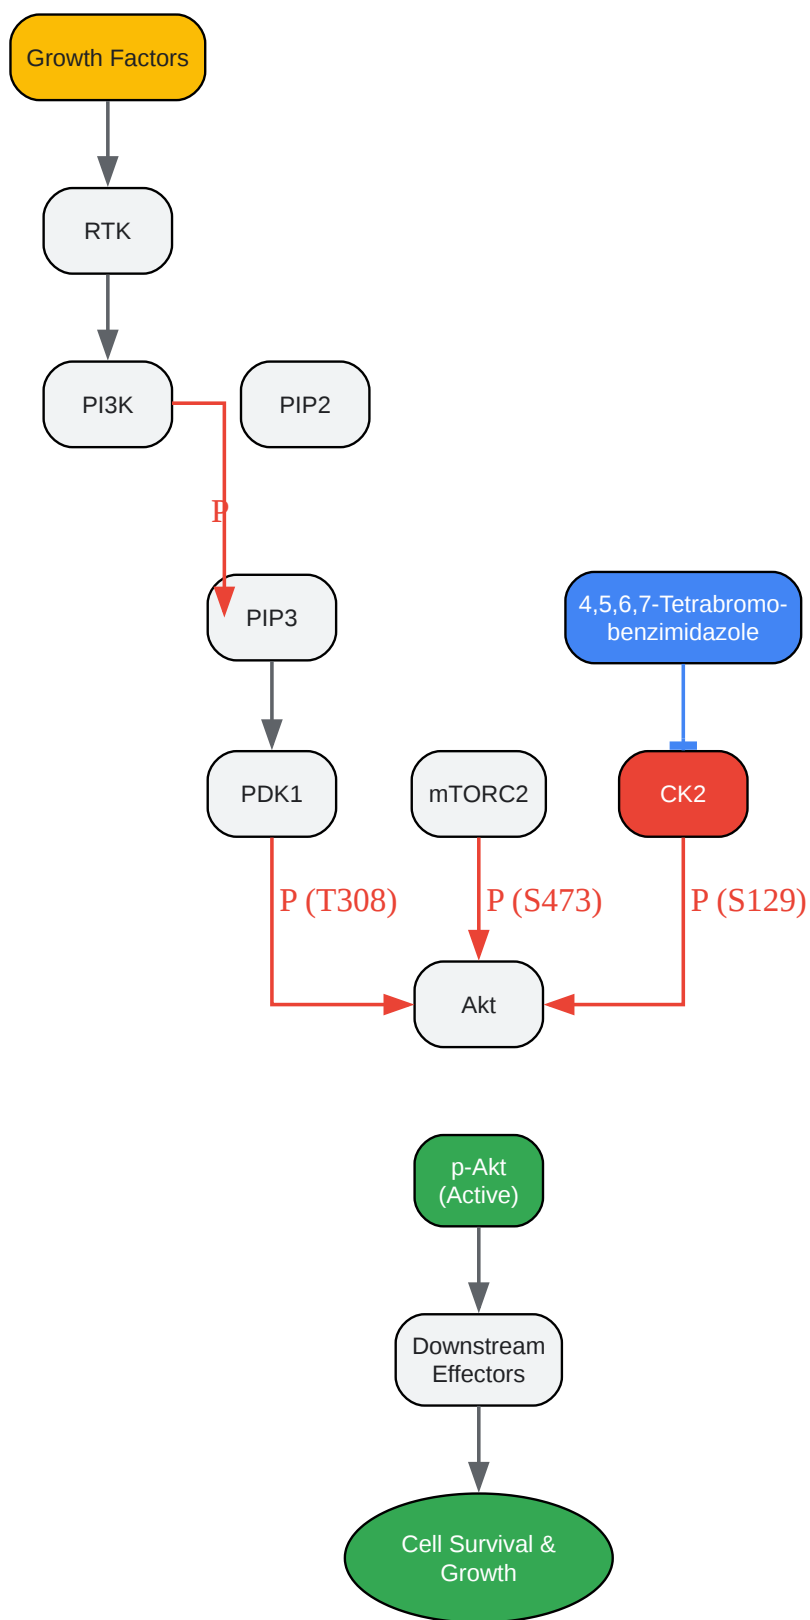 Growth Factors
RTK
PI3K
PIP2
P
PIP3
4,5,6,7-Tetrabromo-
benzimidazole
PDK1
mTORC2
CK2
P (T308)
P (S473)
P (S129)
Akt
p-Akt
(Active)
Downstream
Effectors
Cell Survival &
Growth